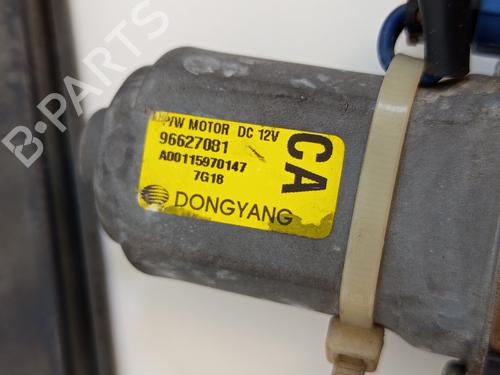 P/W MOTOR DC 12V
96627081
A00115970147
7G18
CA
DONGYANG
B-PARTS